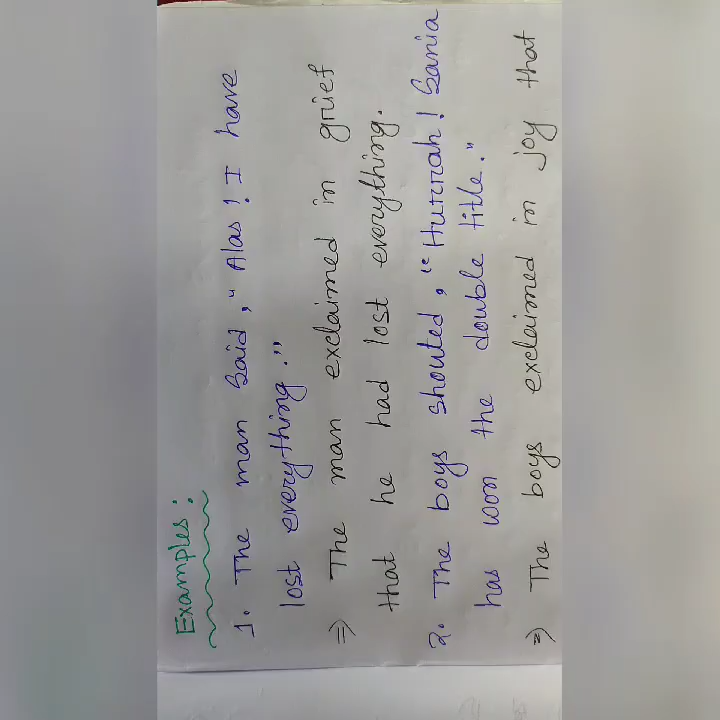 Examples:
1. The man Said, "Alas! I have
lost everything."
⇒ The man exclaimed in grief
that he had lost everything.
2. The boys shouted, "Hurrah! Sania
has won the double title."
⇒ The boys exclaimed in joy that